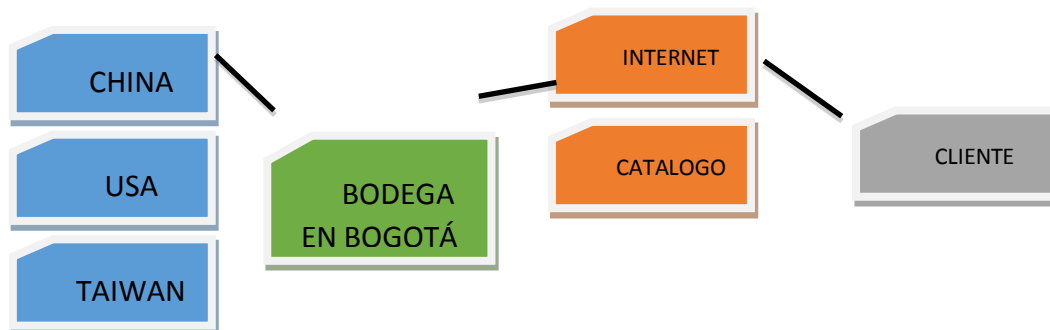 CHINA
USA
TAIWAN
BODEGA
EN BOGOTÁ
INTERNET
CATALOGO
CLIENTE